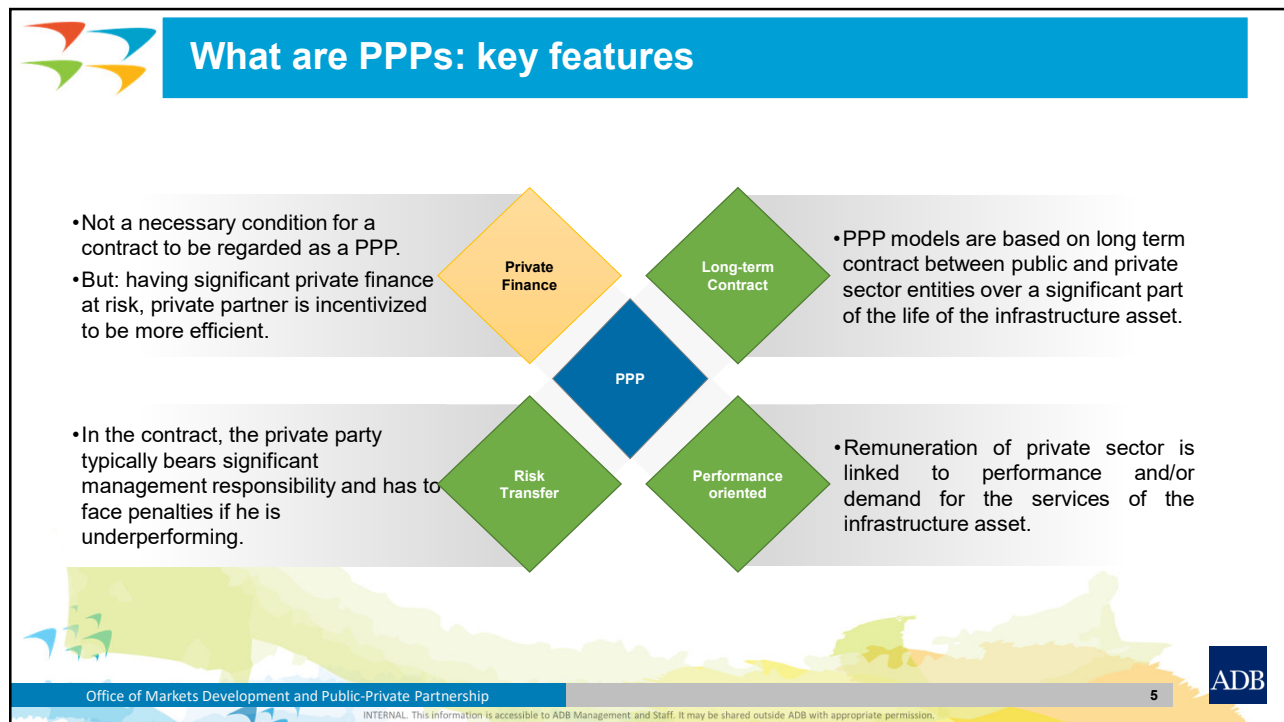 What are PPPs: key features
•Not a necessary condition for a
contract to be regarded as a PPP.
•But: having significant private finance
at risk, private partner is incentivized
to be more efficient.
Private
Finance
Long-term
Contract
•PPP models are based on long term
contract between public and private
sector entities over a significant part
of the life of the infrastructure asset.
PPP
•In the contract, the private party
typically bears significant
management responsibility and has to
face penalties if he is
underperforming.
Risk
Transfer
Performance
oriented
•Remuneration of private sector is
linked to performance and/or
demand for the services of the
infrastructure asset.
Office of Markets Development and Public-Private Partnership
5
ADB
INTERNAL. This information is accessible to ADB Management and Staff. It may be shared outside ADB with appropriate permission.